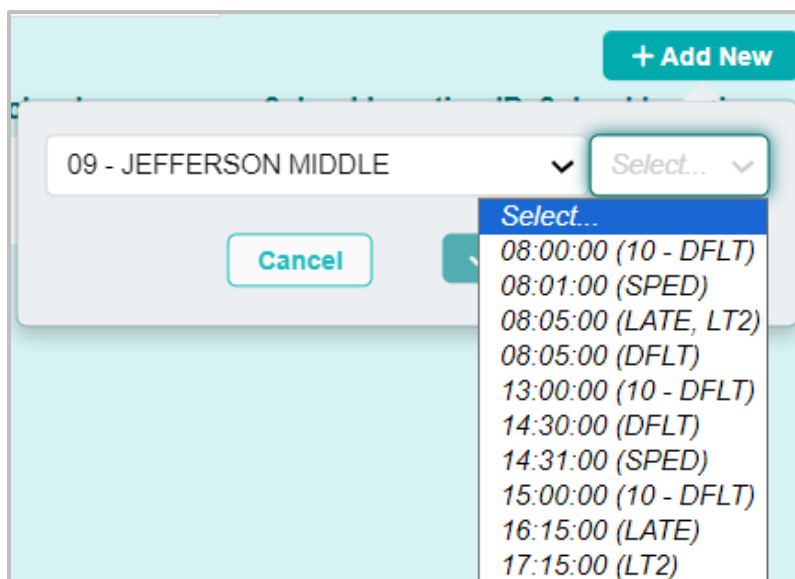 + Add New
09 - JEFFERSON MIDDLE
Select...
Cancel
Select...
08:00:00 (10 - DFLT)
08:01:00 (SPED)
08:05:00 (LATE, LT2)
08:05:00 (DFLT)
13:00:00 (10 - DFLT)
14:30:00 (DFLT)
14:31:00 (SPED)
15:00:00 (10 - DFLT)
16:15:00 (LATE)
17:15:00 (LT2)